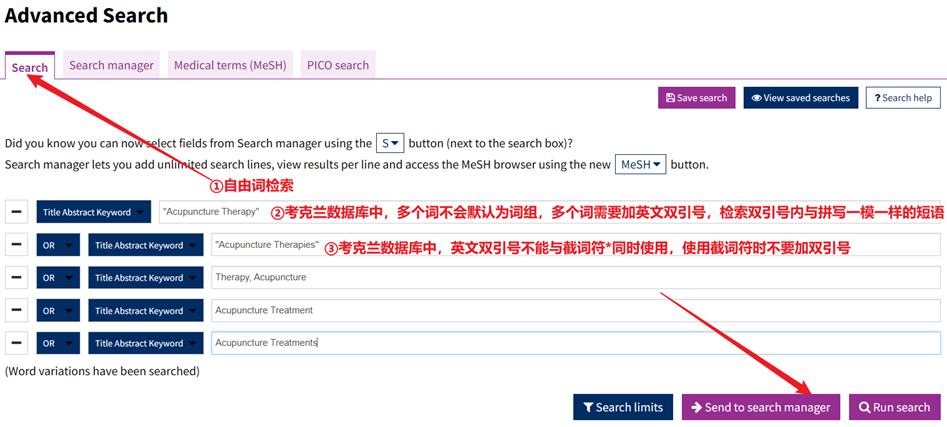 Advanced Search
Search Search manager Medical terms (MeSH) PICO search
Save search View saved searches ? Search help
Did you know you can now select fields from Search manager using the S button (next to the search box)?
Search manager lets you add unlimited search lines, view results per line and access the MeSH browser using the new MeSH button.
①自由词检索
Title Abstract Keyword "Acupuncture Therapy" ②考克兰数据库中，多个词不会默认为词组，多个词需要加英文双引号，检索双引号内与拼写一模一样的短语
OR Title Abstract Keyword "Acupuncture Therapies" ③考克兰数据库中，英文双引号不能与截词符*同时使用，使用截词符时不要加双引号
OR Title Abstract Keyword Therapy, Acupuncture
OR Title Abstract Keyword Acupuncture Treatment
OR Title Abstract Keyword Acupuncture Treatments
(Word variations have been searched)
Search limits Send to search manager Run search